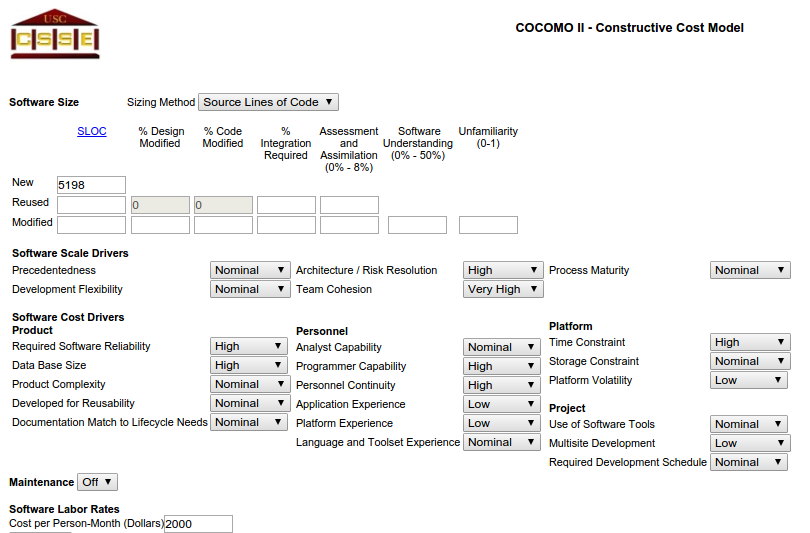 USC
CSSE
COCOMO II - Constructive Cost Model
Software Size Sizing Method Source Lines of Code
SLOC % Design Modified % Code Modified % Integration Required Assessment and Assimilation (0% - 8%) Software Understanding (0% - 50%) Unfamiliarity (0-1)
New 5198
Reused 0 0
Modified
Software Scale Drivers
Precedentedness Nominal Architecture / Risk Resolution High Process Maturity Nominal
Development Flexibility Nominal Team Cohesion Very High
Software Cost Drivers
Product
Required Software Reliability High
Data Base Size High
Product Complexity Nominal
Developed for Reusability Nominal
Documentation Match to Lifecycle Needs Nominal
Personnel
Analyst Capability Nominal
Programmer Capability High
Personnel Continuity High
Application Experience Low
Platform Experience Low
Language and Toolset Experience Nominal
Platform
Time Constraint High
Storage Constraint Nominal
Platform Volatility Low
Project
Use of Software Tools Nominal
Multisite Development Low
Required Development Schedule Nominal
Maintenance Off
Software Labor Rates
Cost per Person-Month (Dollars) 2000